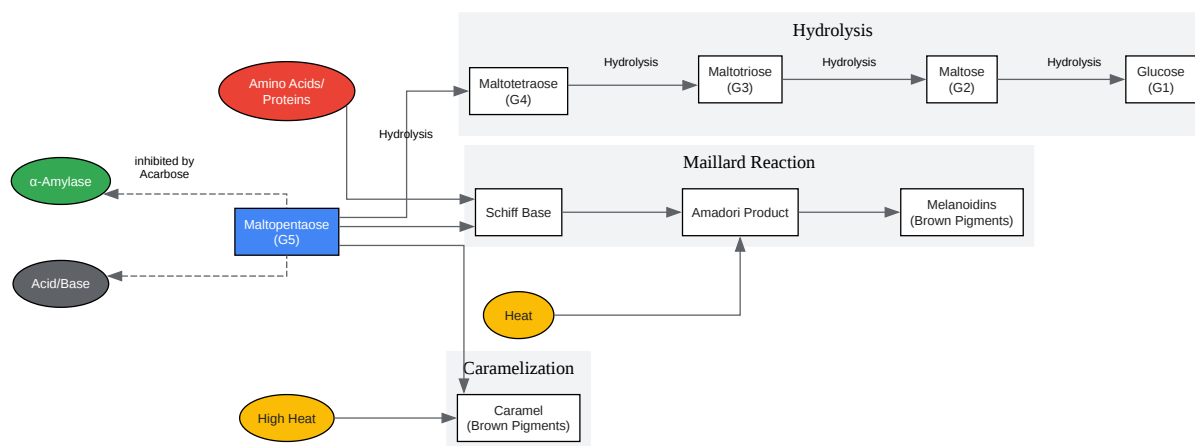 Hydrolysis
Amino Acids/
Proteins
Maltotetraose
(G4)
Hydrolysis
Maltotriose
(G3)
Hydrolysis
Maltose
(G2)
Hydrolysis
Glucose
(G1)
Hydrolysis
inhibited by
Acarbose
α-Amylase
Maillard Reaction
Maltopentaose
(G5)
Schiff Base
Amadori Product
Melanoidins
(Brown Pigments)
Acid/Base
Heat
Caramelization
High Heat
Caramel
(Brown Pigments)